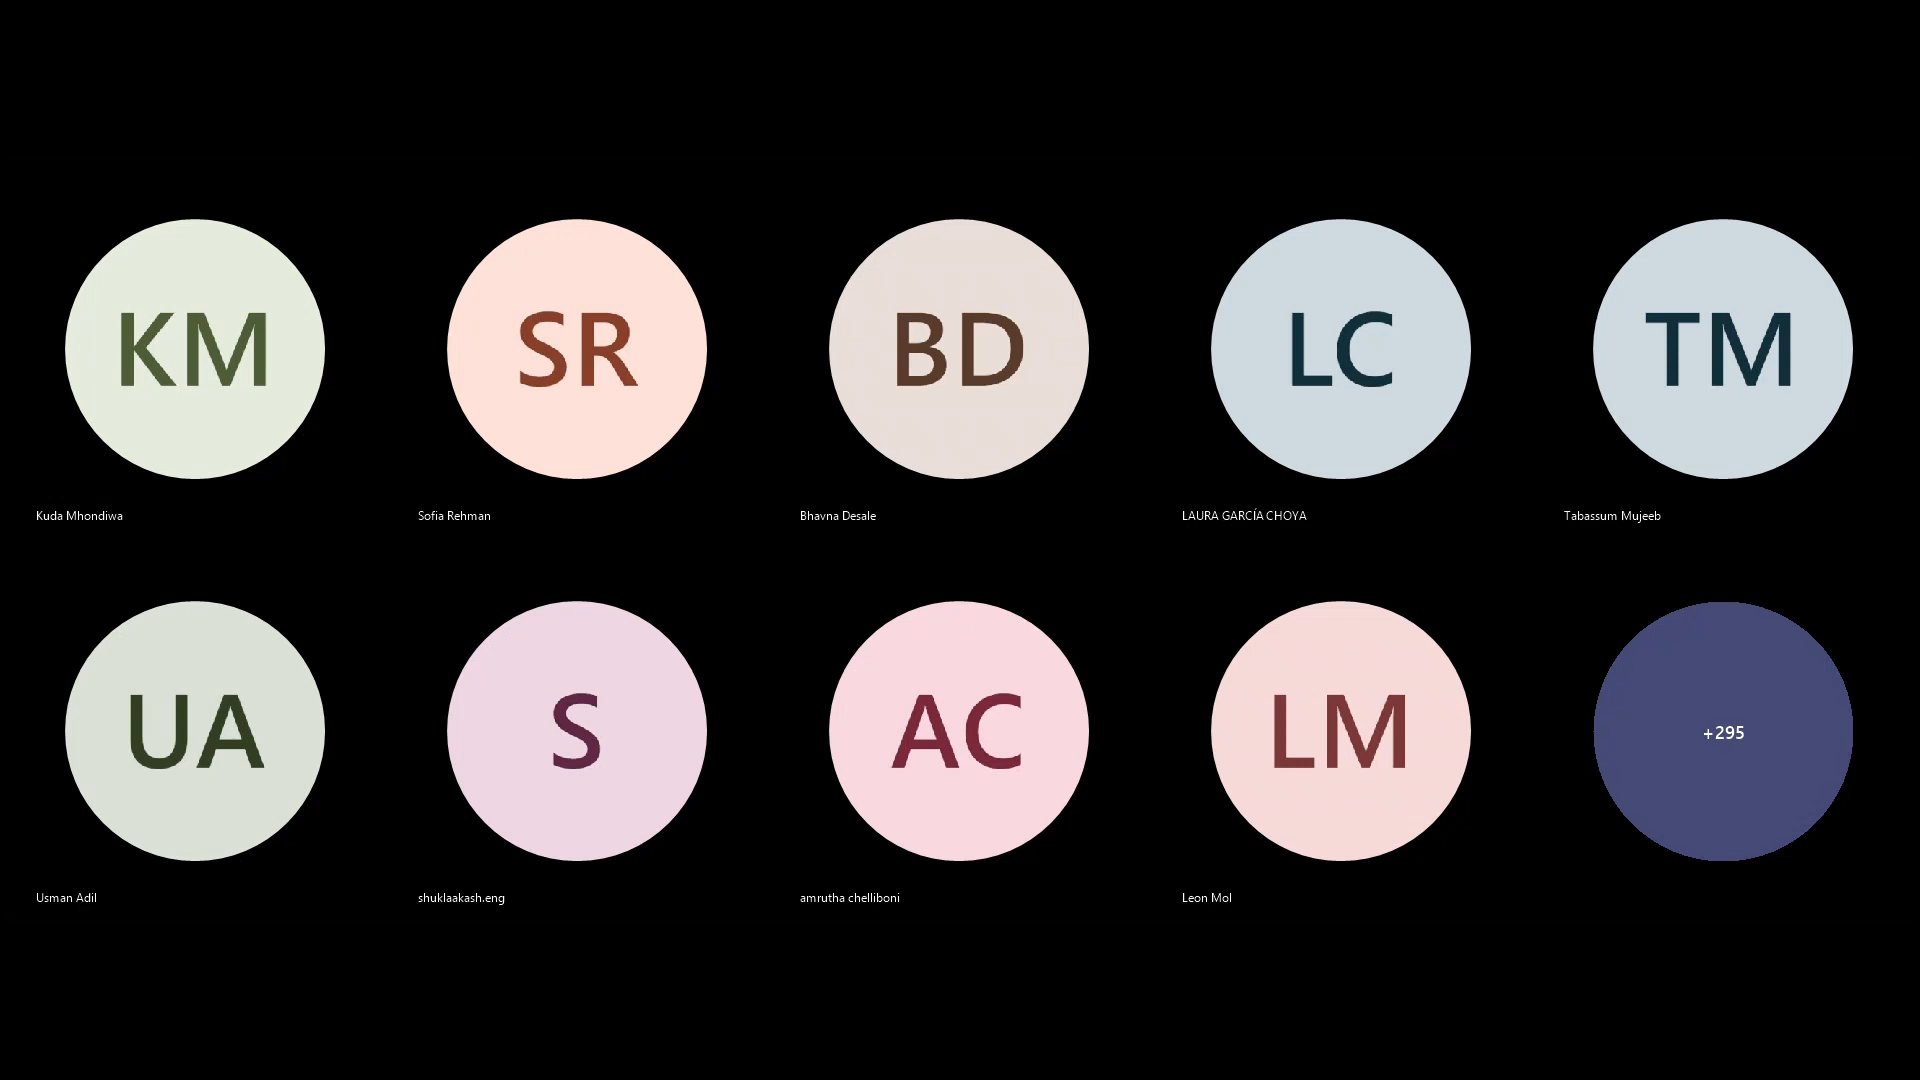 KM
SR
BD
LC
TM
Kuda Mhondiwa
Sofia Rehman
Bhavna Desale
LAURA GARCÍA CHOYA
Tabassum Mujeeb
UA
S
AC
LM
+295
Usman Adil
shuklaakash.eng
amrutha chelliboni
Leon Mol